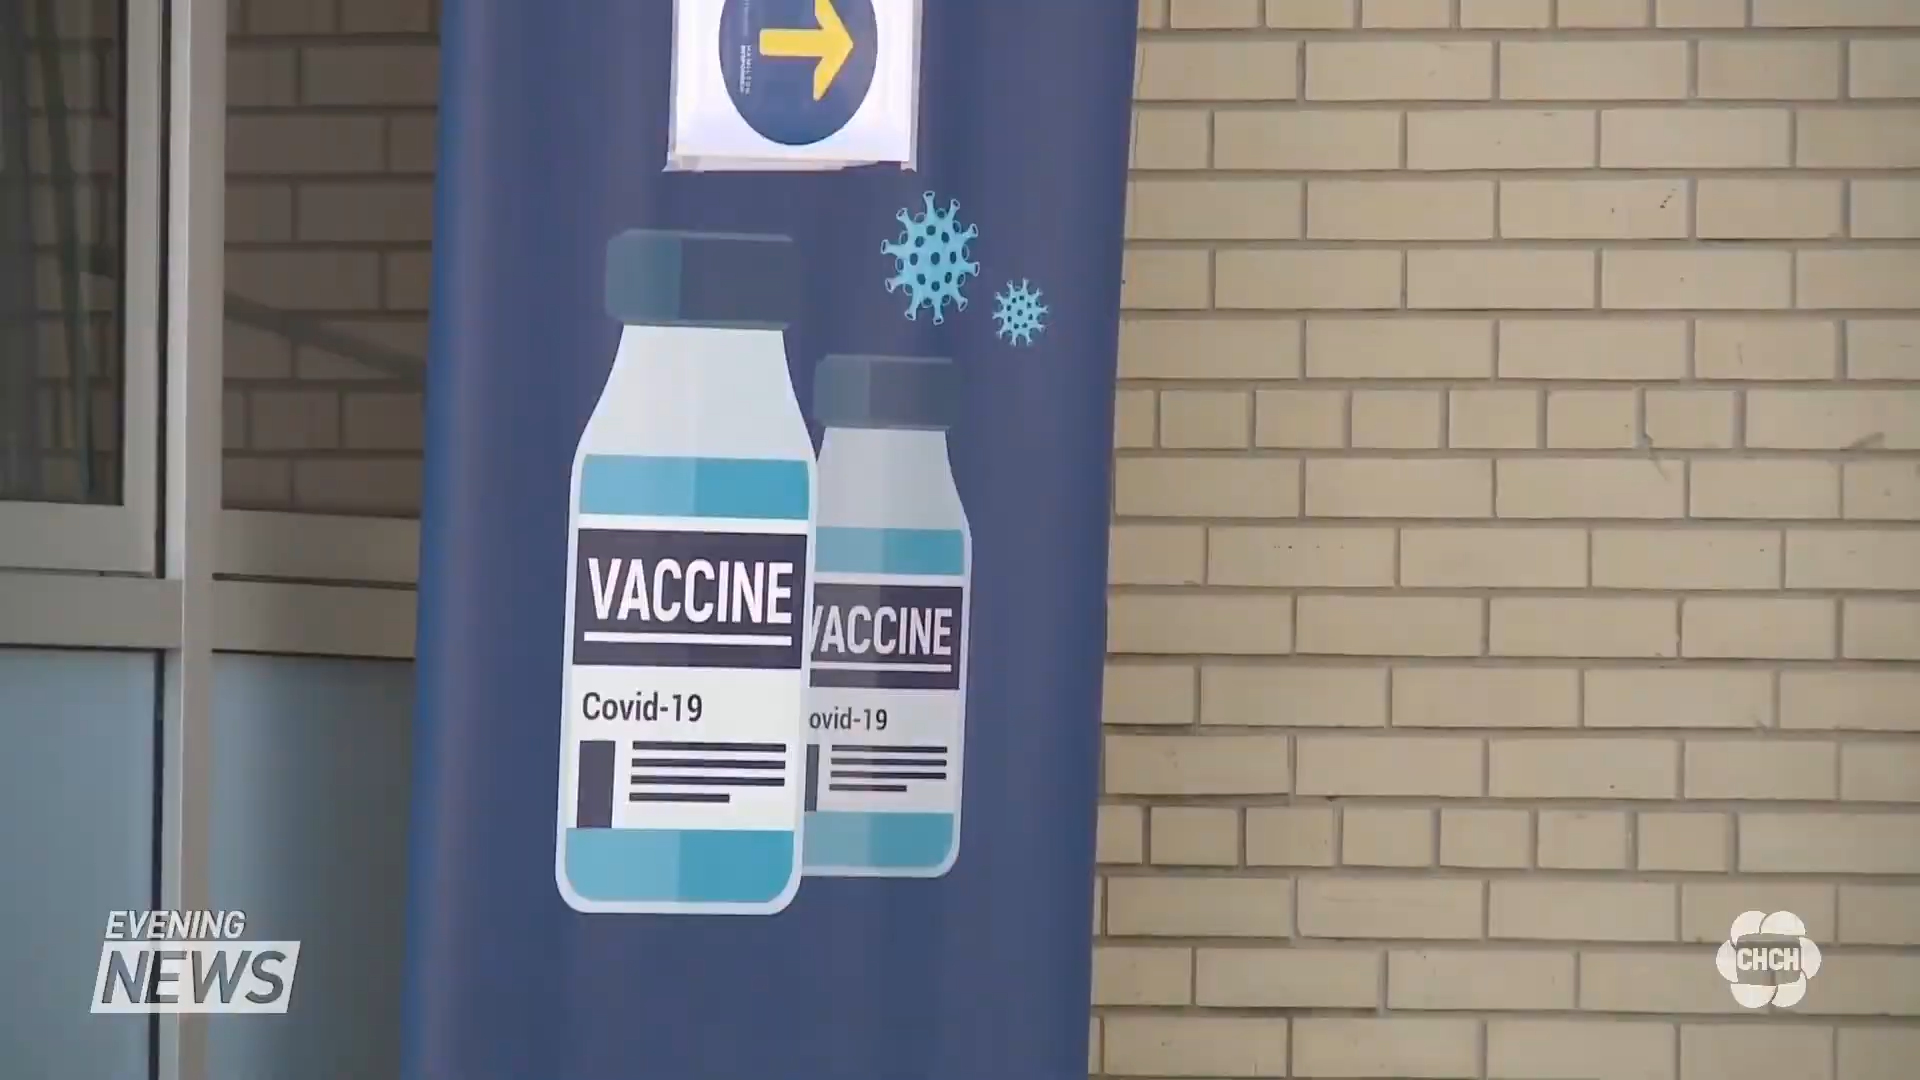 VACCINE
Covid-19
VACCINE
ovid-19
EVENING
NEWS
CHCH